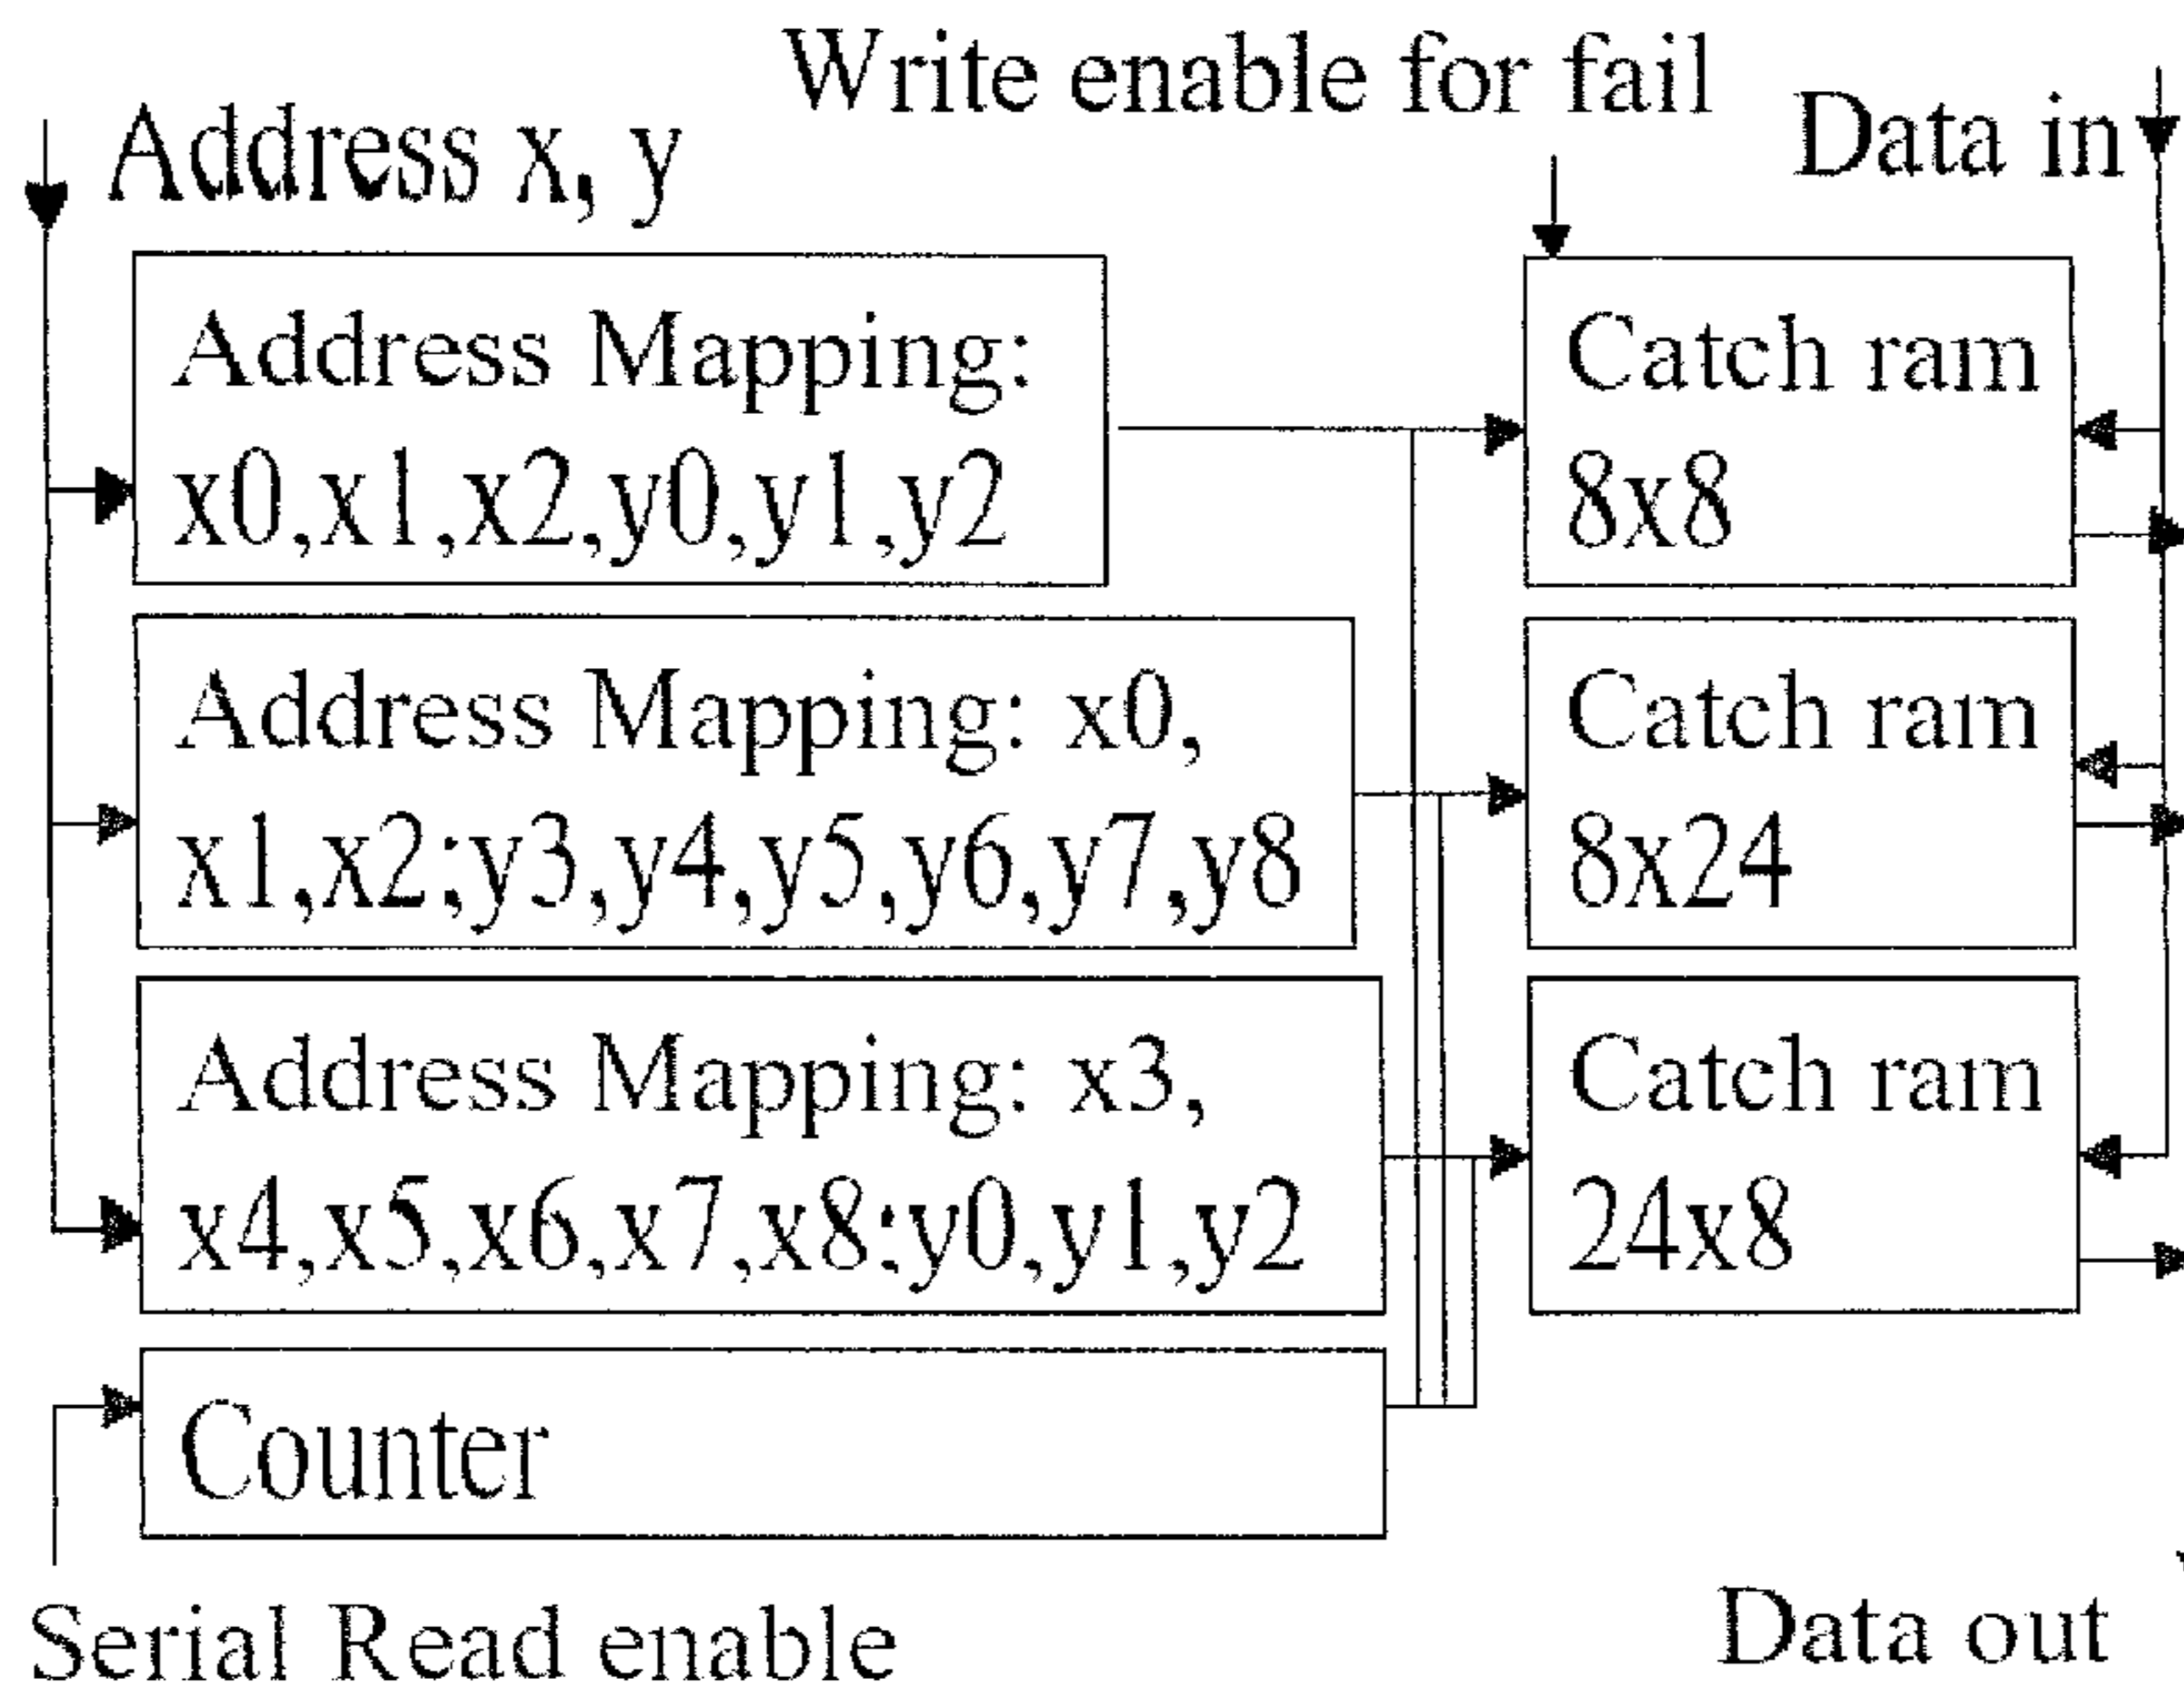 Write enable for fail
Address x, y
Data in
Address Mapping:
x0,x1,x2,y0,y1,y2
Catch ram
8x8
Address Mapping: x0,
x1,x2;y3,y4,y5,y6,y7,y8
Catch ram
8x24
Address Mapping: x3,
x4,x5,x6,x7,x8;y0,y1,y2
Catch ram
24x8
Counter
Serial Read enable
Data out